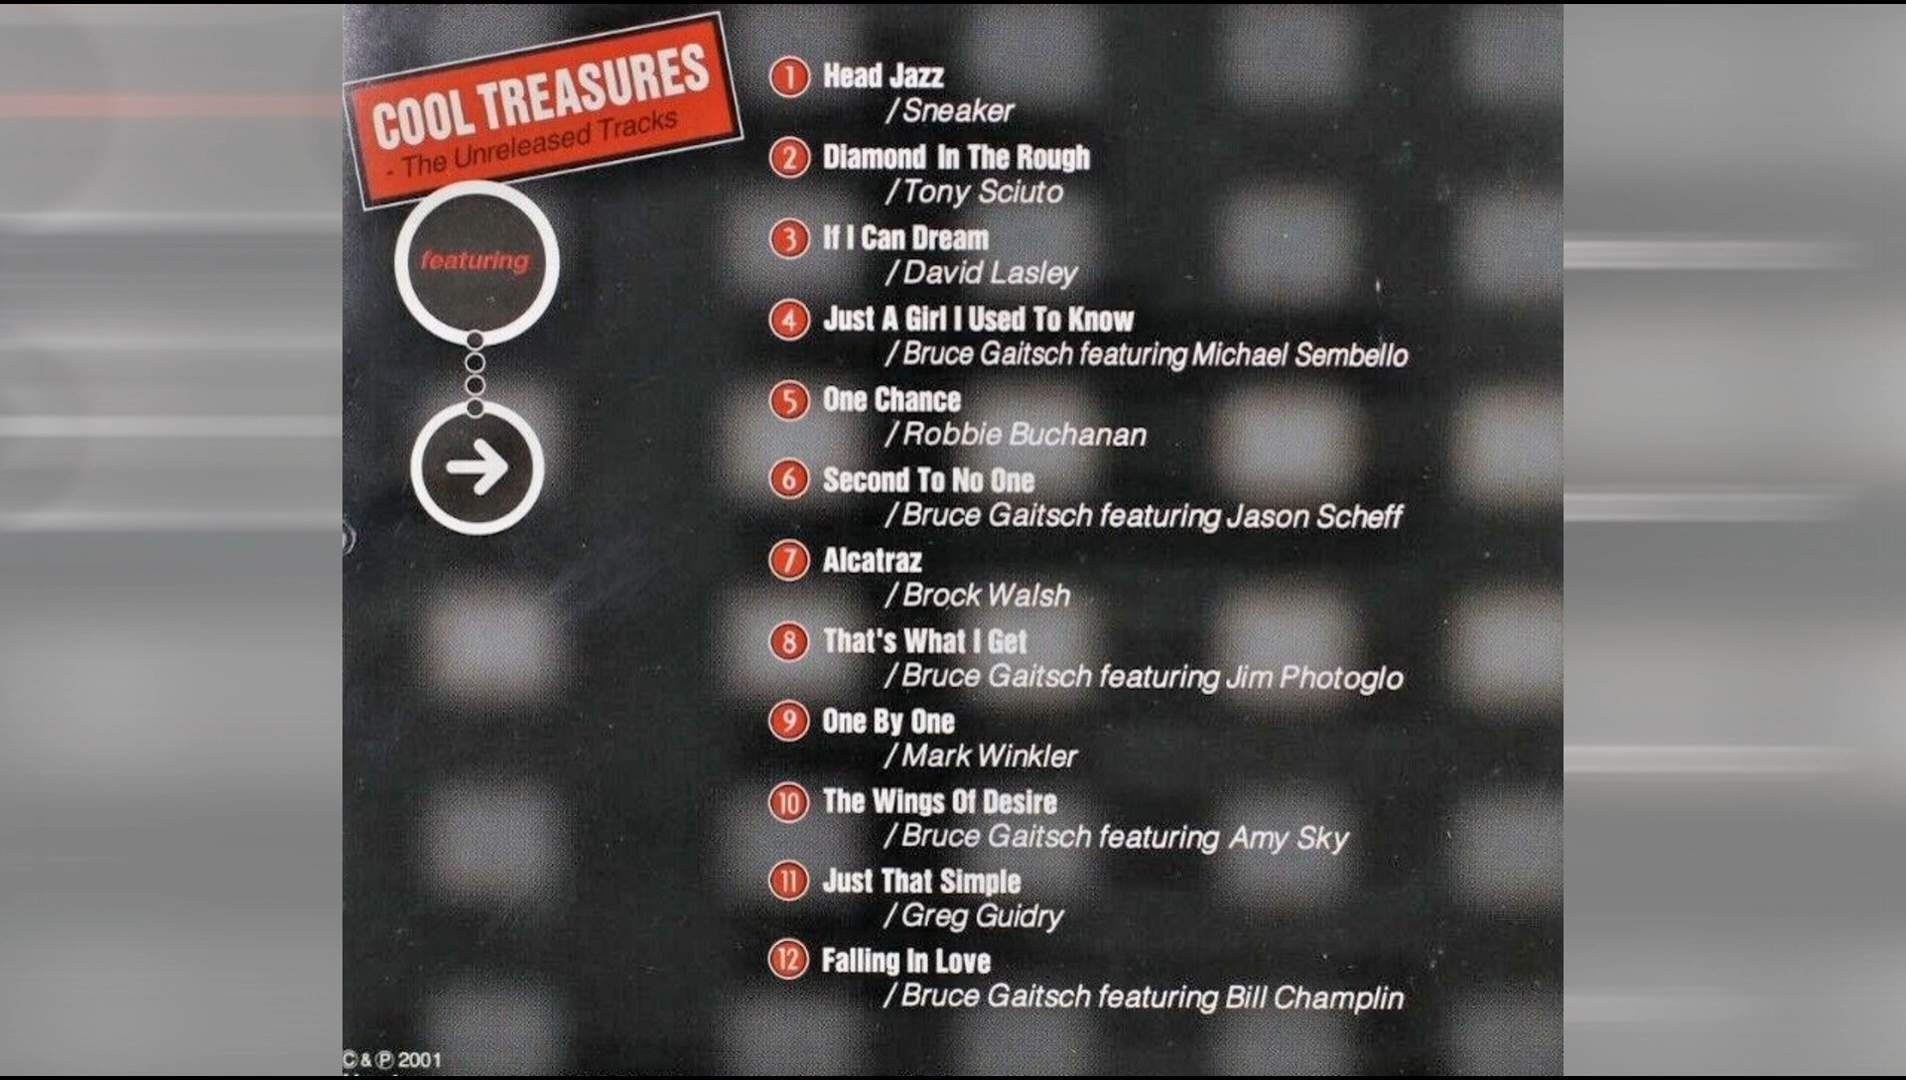 COOL TREASURES
- The Unreleased Tracks
featuring
1 Head Jazz
/Sneaker
2 Diamond In The Rough
/Tony Sciuto
3 If I Can Dream
/David Lasley
4 Just A Girl I Used To Know
/Bruce Gaitsch featuring Michael Sembello
5 One Chance
/Robbie Buchanan
6 Second To No One
/Bruce Gaitsch featuring Jason Scheff
7 Alcatraz
/Brock Walsh
8 That's What I Get
/Bruce Gaitsch featuring Jim Photoglo
9 One By One
/Mark Winkler
10 The Wings Of Desire
/Bruce Gaitsch featuring Amy Sky
11 Just That Simple
/Greg Guidry
12 Falling In Love
/Bruce Gaitsch featuring Bill Champlin
© & ℗ 2001